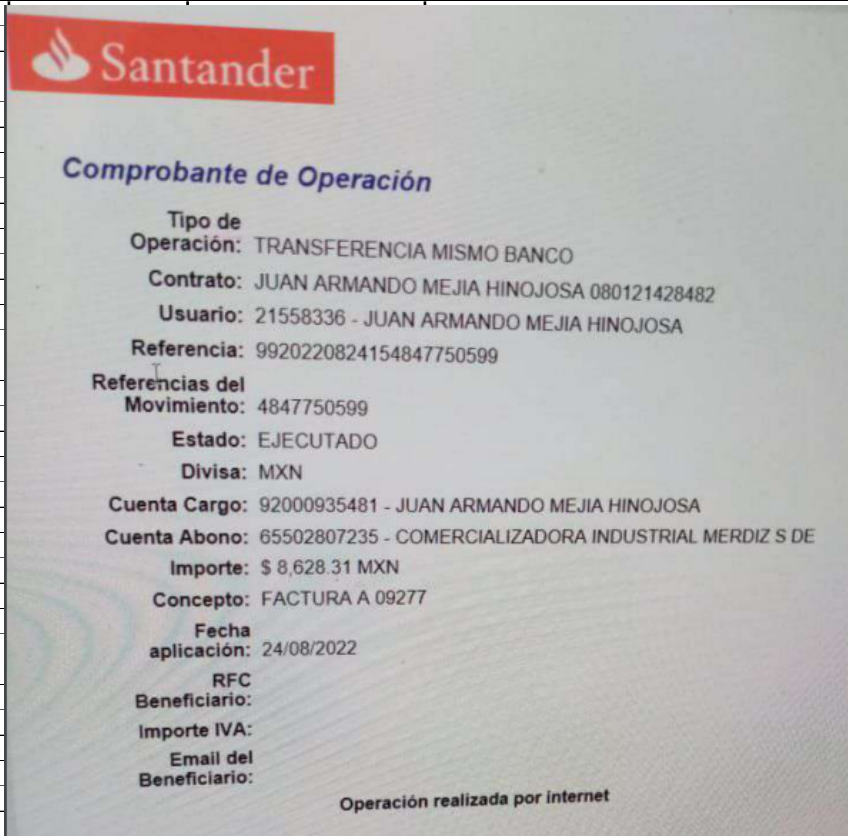 Santander
Comprobante de Operación
Tipo de
Operación: TRANSFERENCIA MISMO BANCO
Contrato: JUAN ARMANDO MEJIA HINOJOSA 080121428482
Usuario: 21558336 - JUAN ARMANDO MEJIA HINOJOSA
Referencia: 9920220824154847750599
Referencias del
Movimiento: 4847750599
Estado: EJECUTADO
Divisa: MXN
Cuenta Cargo: 92000935481 - JUAN ARMANDO MEJIA HINOJOSA
Cuenta Abono: 65502807235 - COMERCIALIZADORA INDUSTRIAL MERDIZ S DE
Importe: $ 8,628.31 MXN
Concepto: FACTURA A 09277
Fecha
aplicación: 24/08/2022
RFC
Beneficiario:
Importe IVA:
Email del
Beneficiario:
Operación realizada por internet